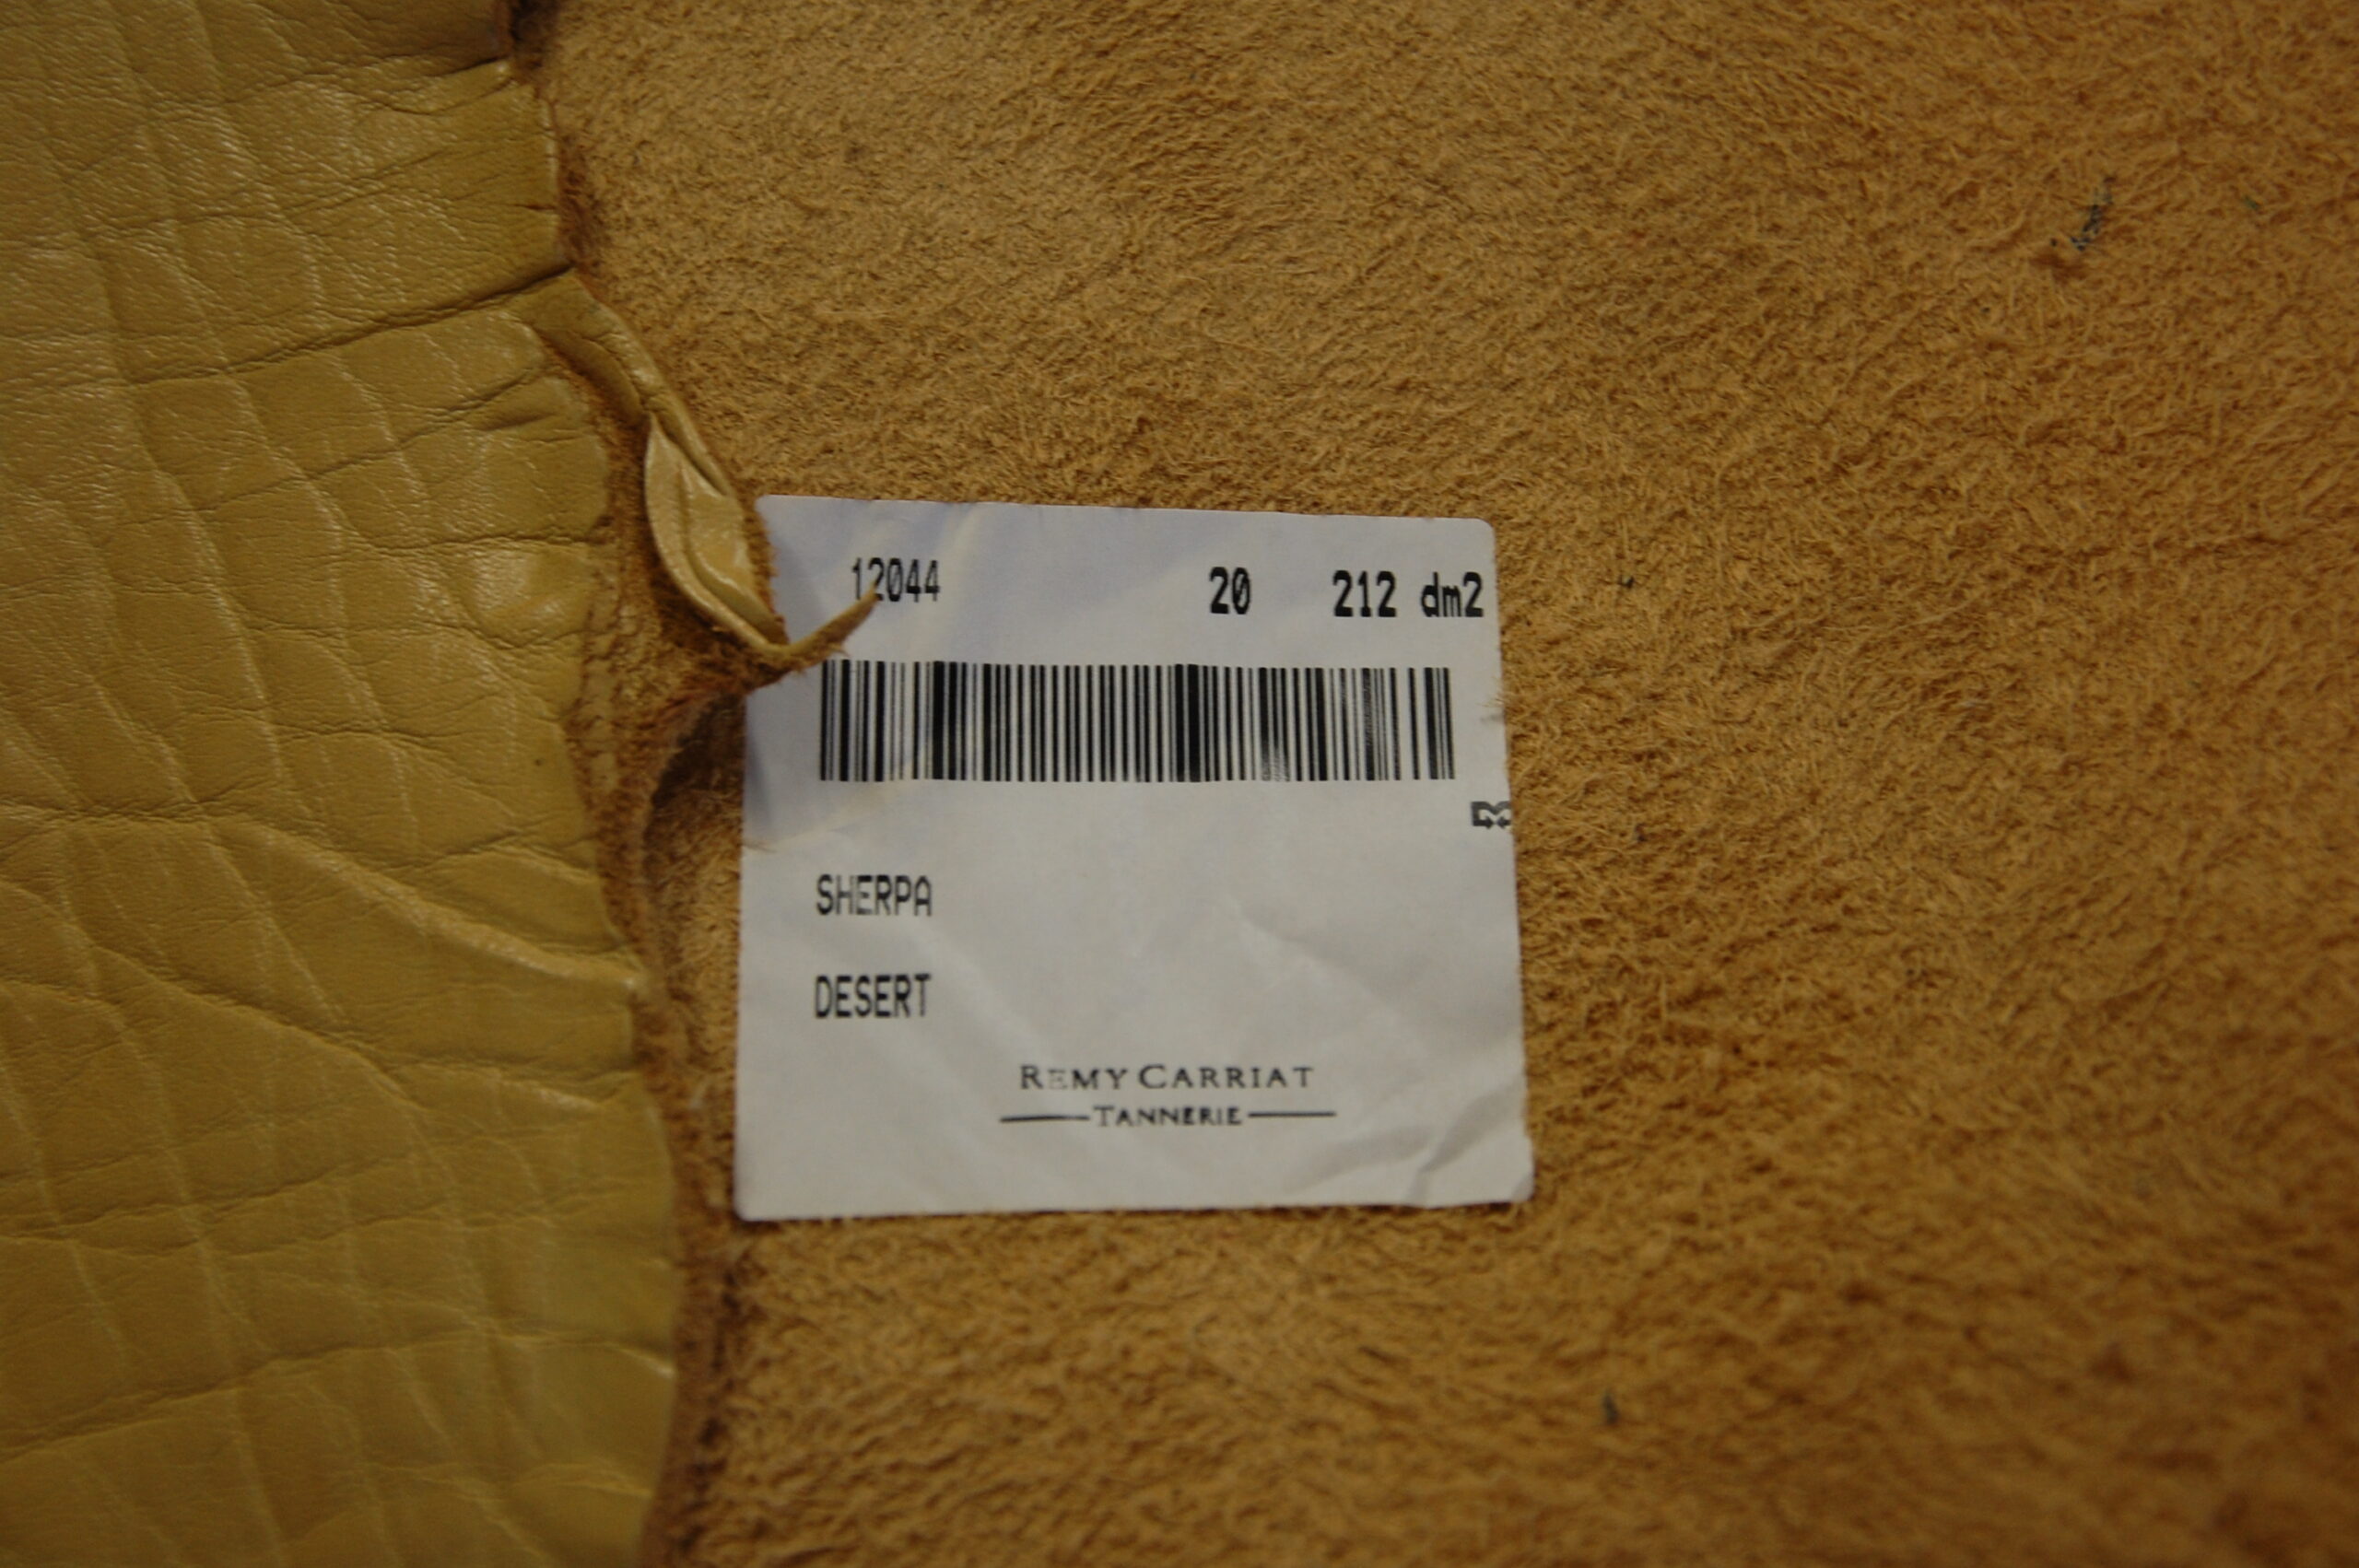 12044 20 212 dm2
SHERPA
DESERT
REMY CARRIAT
TANNERIE